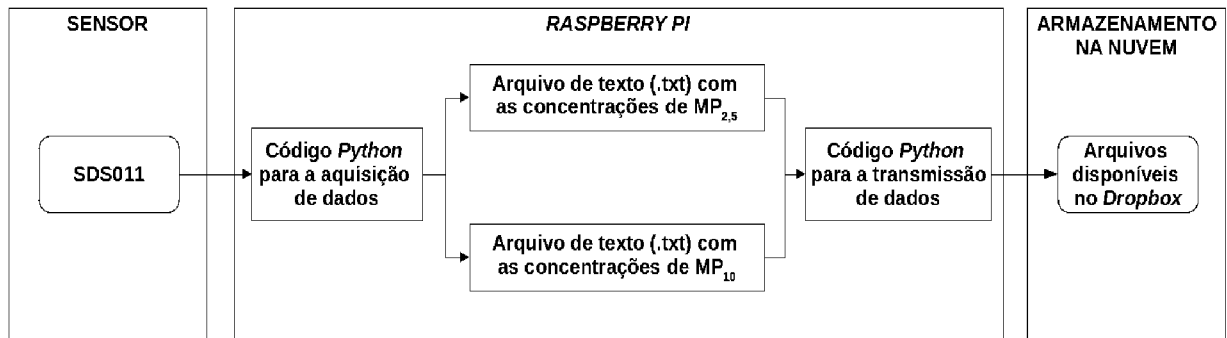 SENSOR
SDS011
RASPBERRY PI
Código Python
para a aquisição
de dados
Arquivo de texto (.txt) com
as concentrações de MP2,5
Arquivo de texto (.txt) com
as concentrações de MP10
Código Python
para a transmissão
de dados
ARMAZENAMENTO
NA NUVEM
Arquivos
disponíveis
no Dropbox